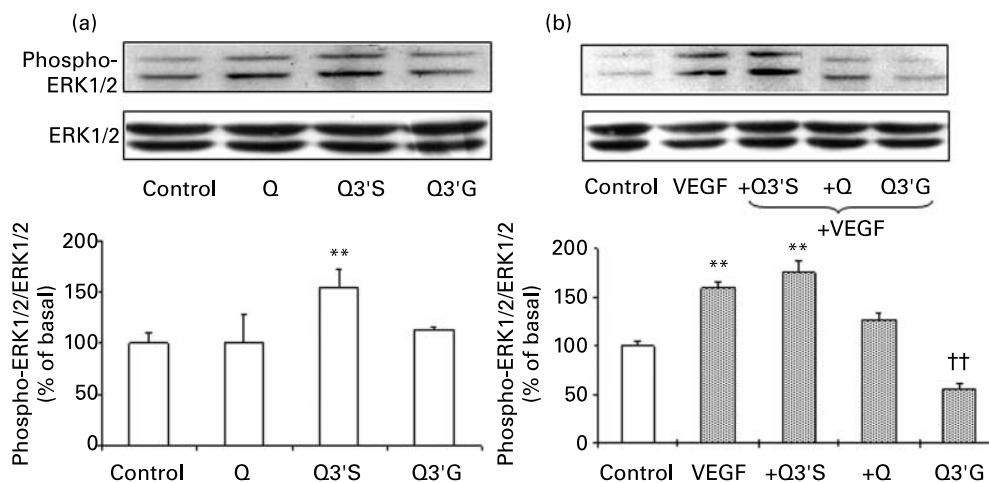 (a)
Phospho-
ERK1/2
ERK1/2
Control Q Q3'S Q3'G
Phospho-ERK1/2/ERK1/2
(% of basal)
200
150
100
50
0
**
Control Q Q3'S Q3'G
(b)
Control VEGF +Q3'S +Q Q3'G
+VEGF
Phospho-ERK1/2/ERK1/2
(% of basal)
200
150
100
50
0
**
**
††
Control VEGF +Q3'S +Q Q3'G